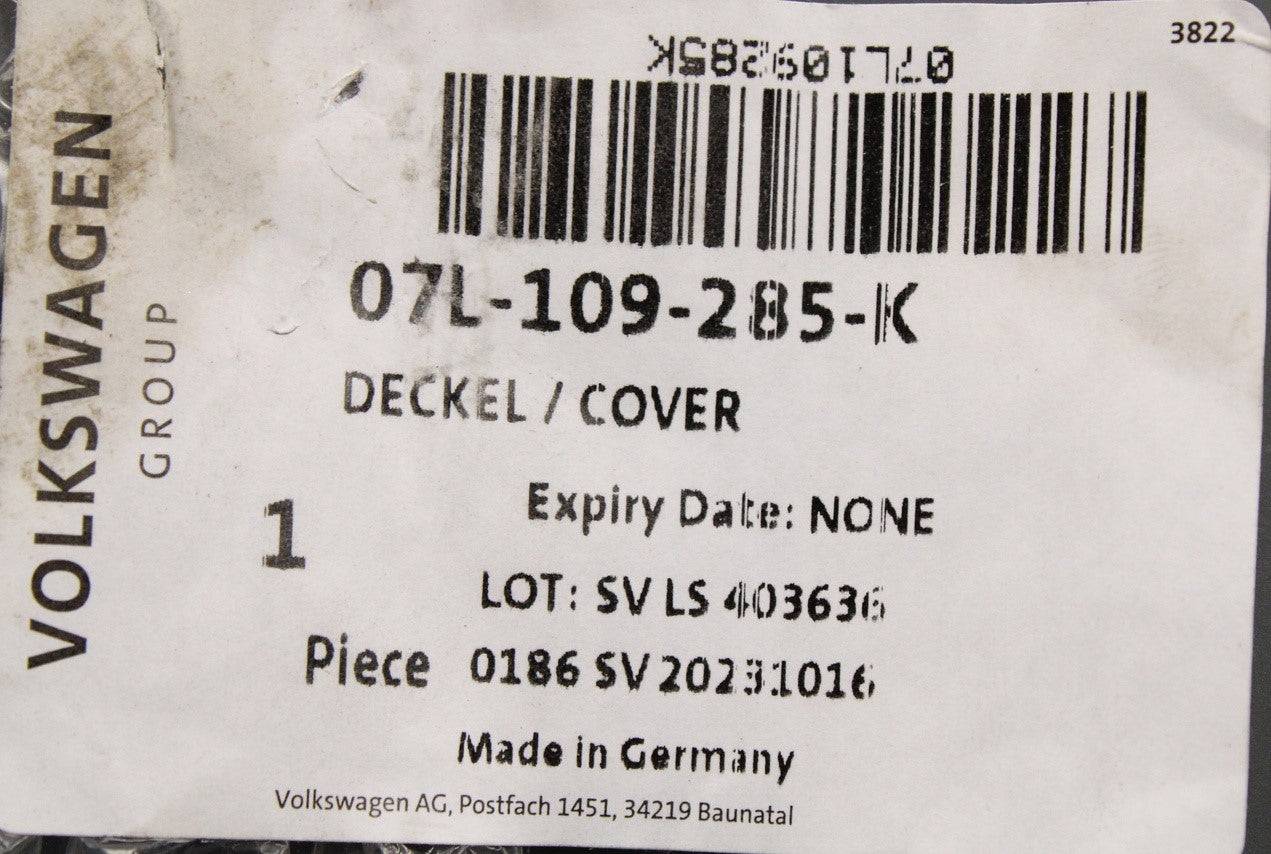 3822
07L109285K
VOLKSWAGEN
GROUP
07L-109-285-K
DECKEL / COVER
1
Expiry Date: NONE
LOT: SV LS 403636
Piece 0186 SV 20231016
Made in Germany
Volkswagen AG, Postfach 1451, 34219 Baunatal